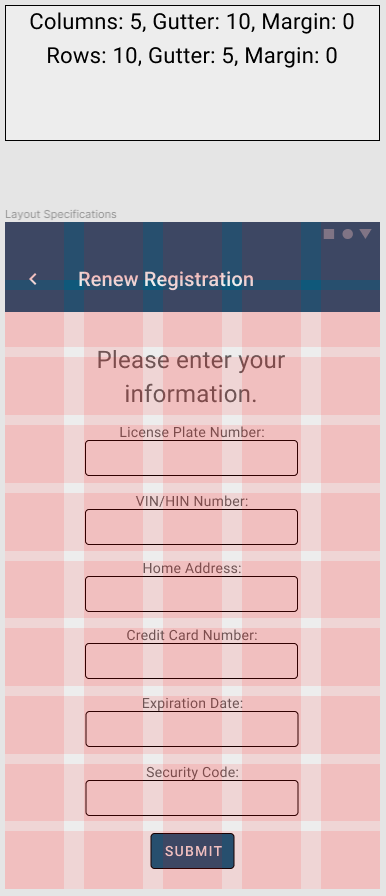 Columns: 5, Gutter: 10, Margin: 0
Rows: 10, Gutter: 5, Margin: 0
Layout Specifications
Renew Registration
Please enter your
information.
License Plate Number:
VIN/HIN Number:
Home Address:
Credit Card Number:
Expiration Date:
Security Code:
SUBMIT